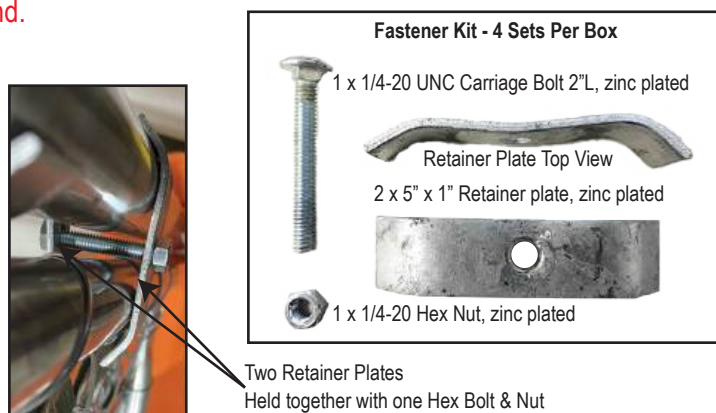 nd.
Fastener Kit - 4 Sets Per Box
1 x 1/4-20 UNC Carriage Bolt 2”L, zinc plated
Retainer Plate Top View
2 x 5” x 1” Retainer plate, zinc plated
1 x 1/4-20 Hex Nut, zinc plated
Two Retainer Plates
Held together with one Hex Bolt & Nut